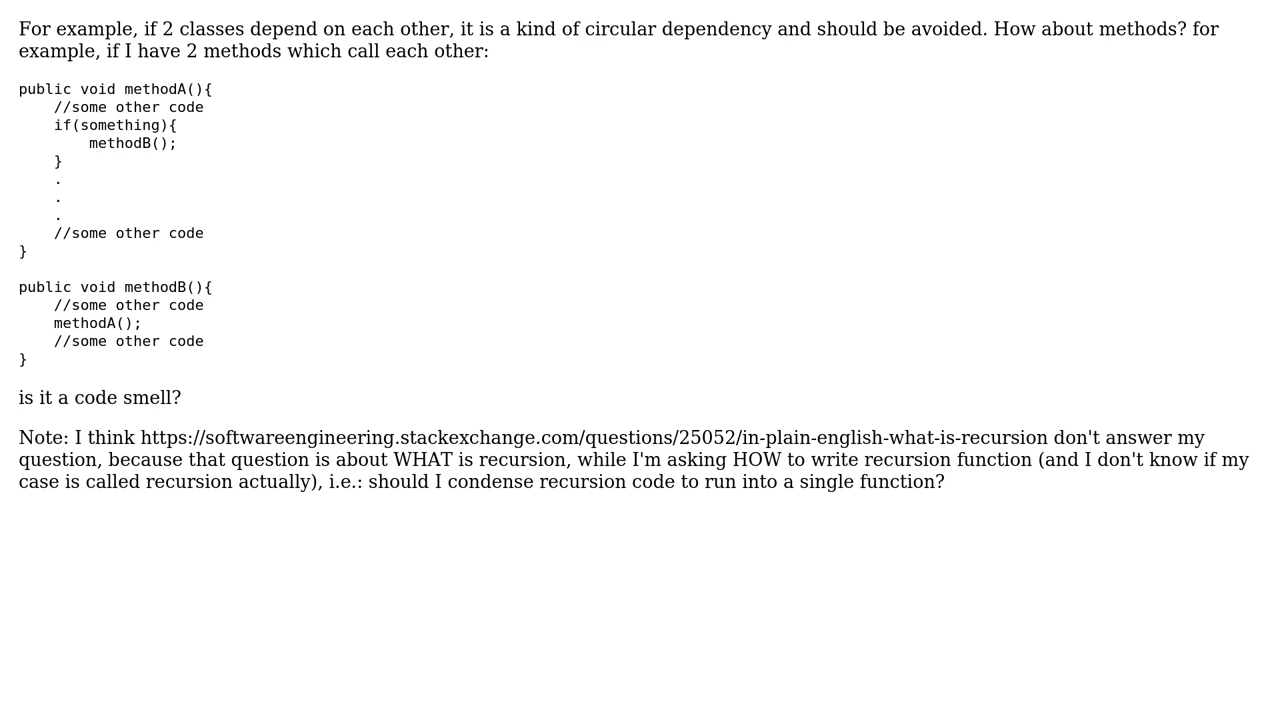 For example, if 2 classes depend on each other, it is a kind of circular dependency and should be avoided. How about methods? for
example, if I have 2 methods which call each other:
public void methodA(){
    //some other code
    if(something){
        methodB();
    }
    .
    .
    .
    //some other code
}
public void methodB(){
    //some other code
    methodA();
    //some other code
}
is it a code smell?
Note: I think https://softwareengineering.stackexchange.com/questions/25052/in-plain-english-what-is-recursion don't answer my
question, because that question is about WHAT is recursion, while I'm asking HOW to write recursion function (and I don't know if my
case is called recursion actually), i.e.: should I condense recursion code to run into a single function?